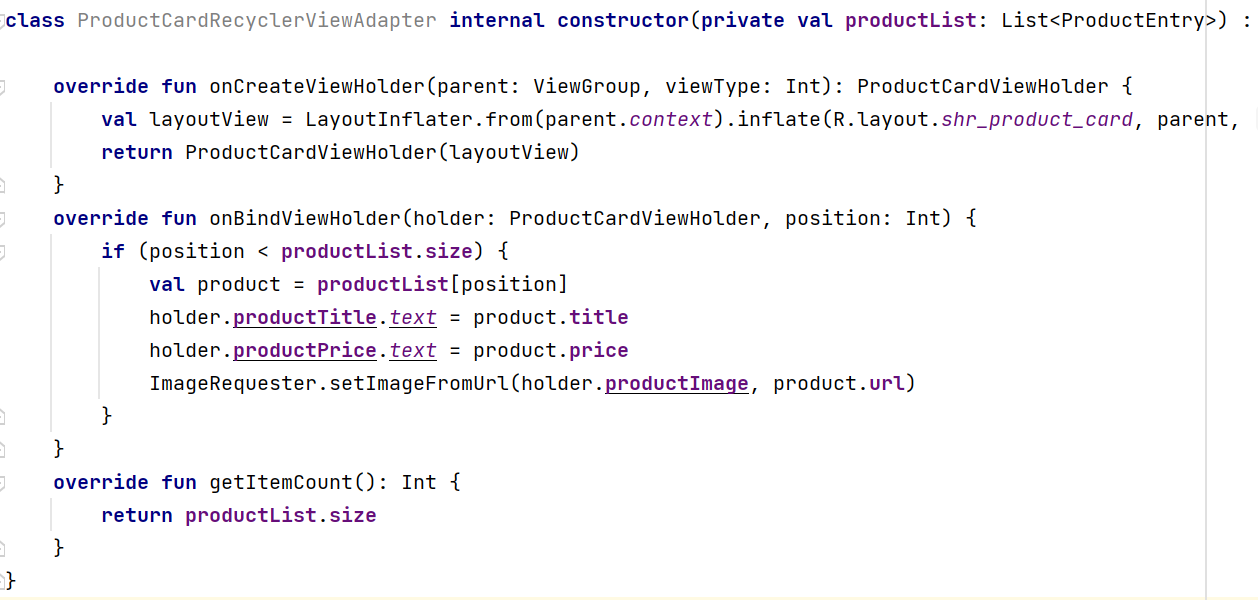 class ProductCardRecyclerViewAdapter internal constructor(private val productList: List<ProductEntry>) :
override fun onCreateViewHolder(parent: ViewGroup, viewType: Int): ProductCardViewHolder {
val layoutView = LayoutInflater.from(parent.context).inflate(R.layout.shr_product_card, parent,
return ProductCardViewHolder(layoutView)
}
override fun onBindViewHolder(holder: ProductCardViewHolder, position: Int) {
if (position < productList.size) {
val product = productList[position]
holder.productTitle.text = product.title
holder.productPrice.text = product.price
ImageRequester.setImageFromUrl(holder.productImage, product.url)
}
}
override fun getItemCount(): Int {
return productList.size
}
}